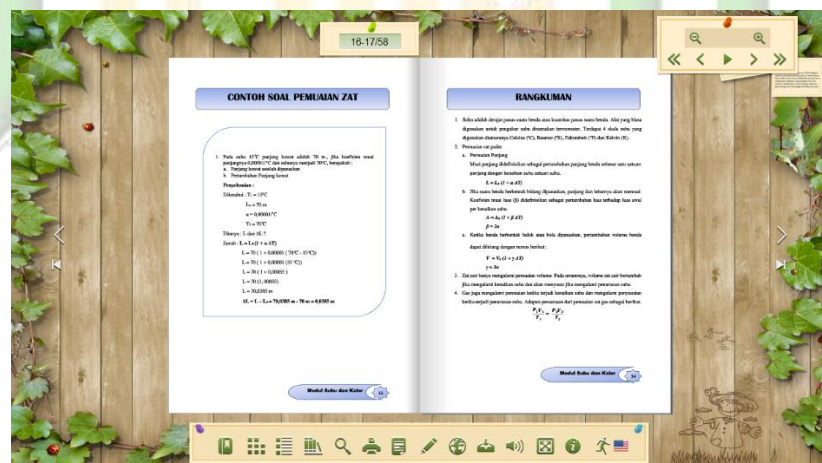 16-17/58
CONTOH SOAL PEMUAIAN ZAT
1. Pada suhu 15°C panjang kawat adalah 70 m, jika koefisien muai
panjangnya 0,00001/°C dan suhunya menjadi 70°C, berapakah :
a. Panjang kawat setelah dipanaskan
b. Pertambahan Panjang kawat
Penyelesaian :
Diketahui : T₁ = 15°C
L₀ = 70 m
α = 0,00001/°C
T₂ = 70°C
Ditanya : L dan ΔL ?
Jawab : L = L₀ (1 + α ΔT)
L = 70 ( 1 + 0,00001 ( 70°C – 15°C))
L = 70 ( 1 + 0,00001 (55 °C))
L = 70 ( 1 + 0,00055 )
L = 70 (1, 00055)
L = 70,0385 m
ΔL = L – L₀ = 70,0385 m - 70 m = 0,0385 m
Modul Suhu dan Kalor
RANGKUMAN
1. Suhu adalah derajat panas suatu benda atau kuantitas panas suatu benda. Alat yang biasa
digunakan untuk pengukur suhu dinamakan termometer. Terdapat 4 skala suhu yang
digunakan diantaranya Celcius (°C), Reamur (°R), Fahrenheit (°F) dan Kelvin (K).
2. Pemuaian zat padat
a. Pemuaian Panjang
Muai panjang didefinisikan sebagai pertambahan panjang benda sebesar satu satuan
panjang dengan kenaikan suhu satuan suhu.
L = L₀ (1 + α ΔT)
b. Jika suatu benda berbentuk bidang dipanaskan, panjang dan lebarnya akan memuai.
Koefisien muai luas (β) didefinisikan sebagai pertambahan luas terhadap luas awal
per kenaikan suhu.
A = A₀ (1 + β ΔT)
β = 2α
c. Ketika benda berbentuk balok atau bola dipanaskan, pertambahan volume benda
dapat dihitung dengan rumus berikut :
V = V₀ (1 + γ ΔT)
γ = 3α
3. Zat cair hanya mengalami pemuaian volume. Pada umumnya, volume zat cair bertambah
jika mengalami kenaikan suhu dan akan menyusut jika mengalami penurunan suhu.
4. Gas juga mengalami pemuaian ketika terjadi kenaikan suhu dan mengalami penyusutan
ketika terjadi penurunan suhu. Adapun persamaan dari pemuaian zat gas sebagai berikut.
P₁V₁/T₁ = P₂V₂/T₂
Modul Suhu dan Kalor